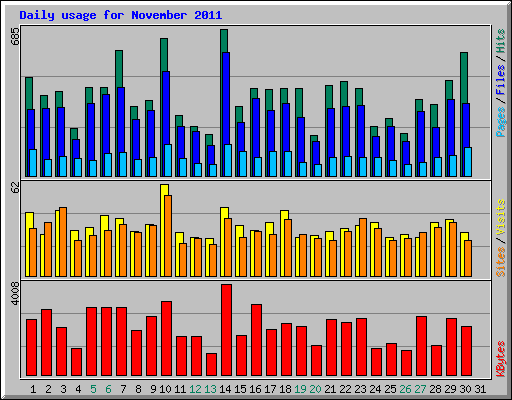 Daily usage for November 2011
685
Pages / Files / Hits
62
Sites / Visits
4008
KBytes
1 2 3 4 5 6 7 8 9 10 11 12 13 14 15 16 17 18 19 20 21 22 23 24 25 26 27 28 29 30 31